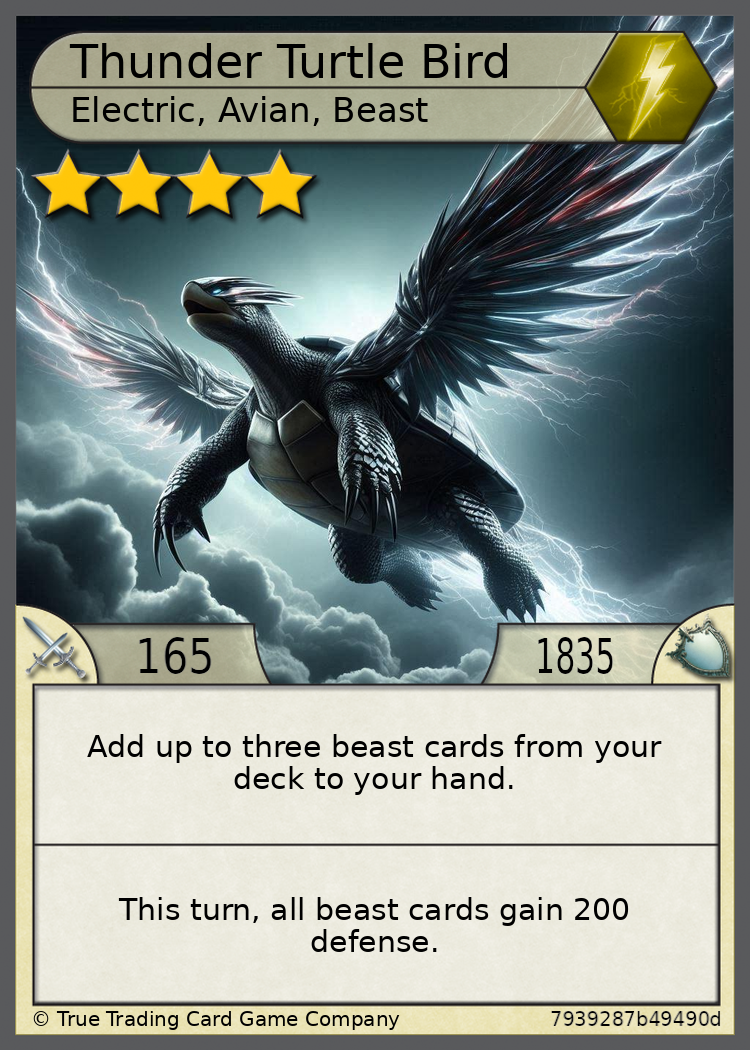 Thunder Turtle Bird
Electric, Avian, Beast
165
1835
Add up to three beast cards from your
deck to your hand.
This turn, all beast cards gain 200
defense.
© True Trading Card Game Company
7939287b49490d